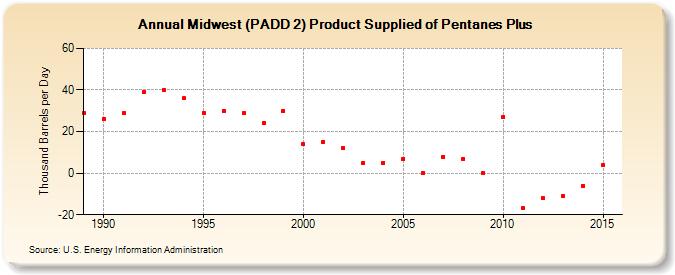 Annual Midwest (PADD 2) Product Supplied of Pentanes Plus
Thousand Barrels per Day
60
40
20
0
-20
1990 1995 2000 2005 2010 2015
Source: U.S. Energy Information Administration